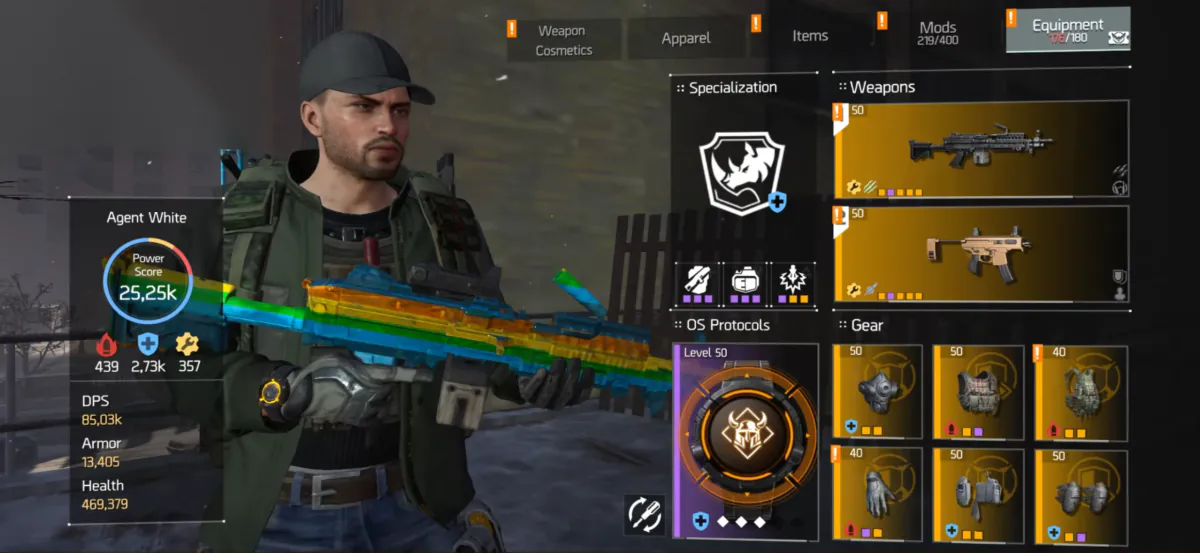 Weapon
Cosmetics
Apparel
Items
Mods
219/400
Equipment
/180
Specialization
Weapons
50
50
Agent White
Power
Score
25,25k
439 2,73k 357
DPS
85,03k
Armor
13,405
Health
469,379
OS Protocols
Level 50
Gear
50
50
40
40
50
50